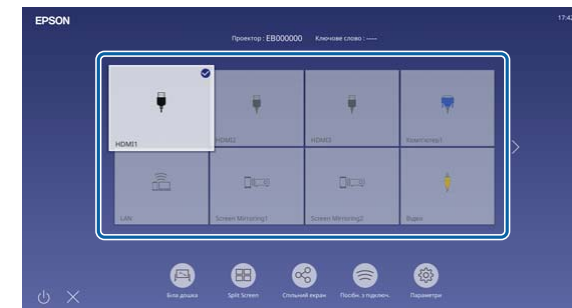 EPSON
17:42
Проектор : EB000000 Ключове слово : ----
HDMI1 HDMI2 HDMI3 Комп'ютер1
LAN Screen Mirroring1 Screen Mirroring2 Відео
Біла дошка Split Screen Спільний екран Посібн. з підключ. Параметри